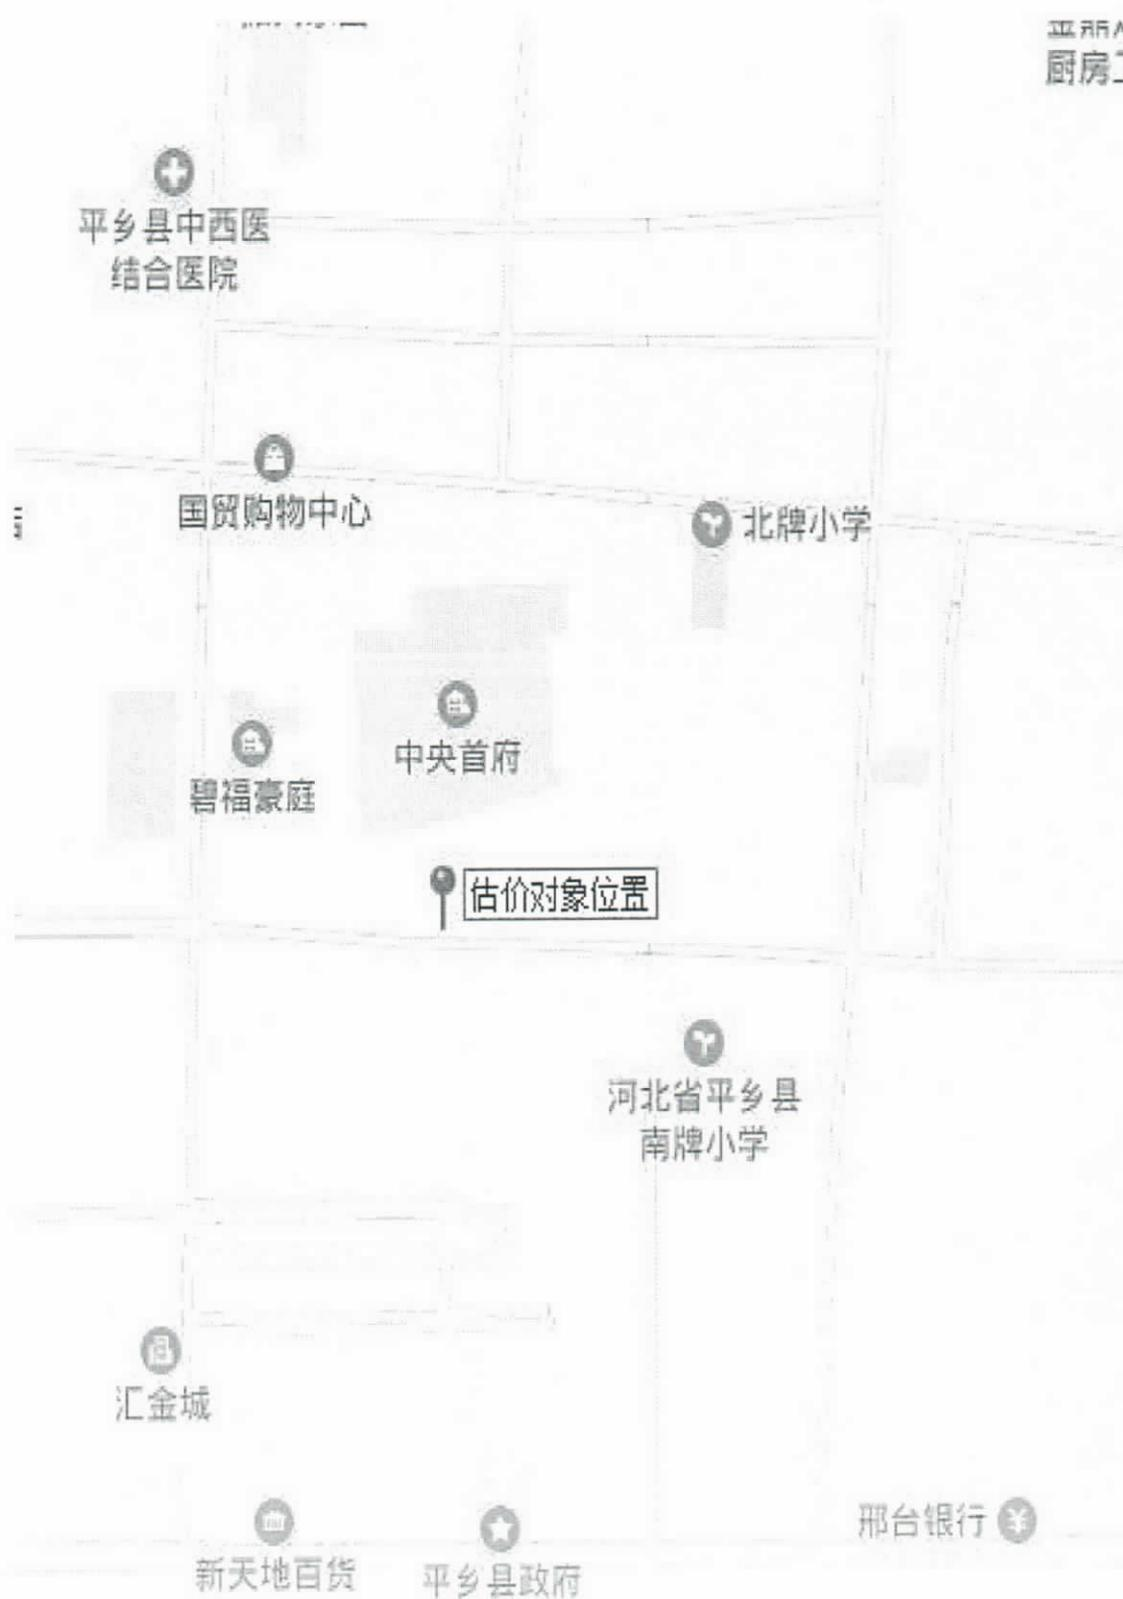 厨房
平乡县中西医
结合医院
国贸购物中心
北牌小学
中央首府
碧福豪庭
估价对象位置
河北省平乡县
南牌小学
汇金城
邢台银行
新天地百货
平乡县政府